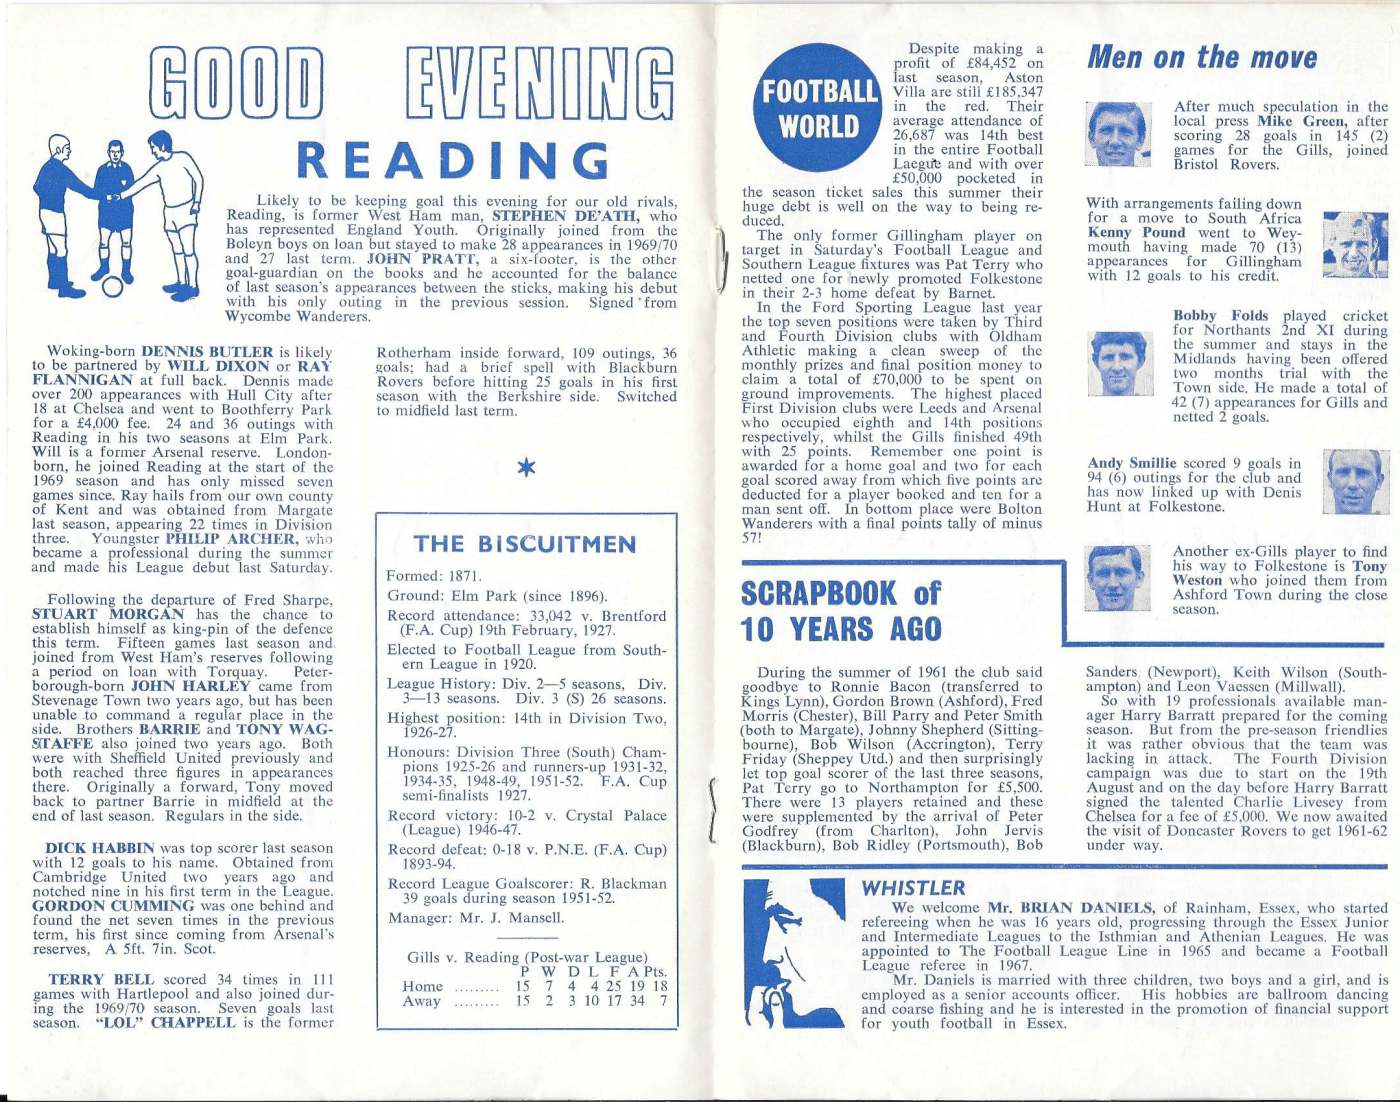 GOOD EVENING
READING
Likely to be keeping goal this evening for our old rivals,
Reading, is former West Ham man, STEPHEN DE'ATH, who
has represented England Youth. Originally joined from the
Boleyn boys on loan but stayed to make 28 appearances in 1969/70
and 27 last term. JOHN PRATT, a six-footer, is the other
goal-guardian on the books and he accounted for the balance
of last season's appearances between the sticks, making his debut
with his only outing in the previous session. Signed from
Wycombe Wanderers.
Woking-born DENNIS BUTLER is likely
to be partnered by WILL DIXON or RAY
FLANNIGAN at full back. Dennis made
over 200 appearances with Hull City after
18 at Chelsea and went to Boothferry Park
for a £4,000 fee. 24 and 36 outings with
Reading in his two seasons at Elm Park.
Will is a former Arsenal reserve. London-
born, he joined Reading at the start of the
1969 season and has only missed seven
games since. Ray hails from our own county
of Kent and was obtained from Margate
last season, appearing 22 times in Division
three. Youngster PHILIP ARCHER, who
became a professional during the summer
and made his League debut last Saturday.
Following the departure of Fred Sharpe,
STUART MORGAN has the chance to
establish himself as king-pin of the defence
this term. Fifteen games last season and
joined from West Ham's reserves following
a period on loan with Torquay. Peter-
borough-born JOHN HARLEY came from
Stevenage Town two years ago, but has been
unable to command a regular place in the
side. Brothers BARRIE and TONY WAG-
STAFFE also joined two years ago. Both
were with Sheffield United previously and
both reached three figures in appearances
there. Originally a forward, Tony moved
back to partner Barrie in midfield at the
end of last season. Regulars in the side.
DICK HABBIN was top scorer last season
with 12 goals to his name. Obtained from
Cambridge United two years ago and
notched nine in his first term in the League.
GORDON CUMMING was one behind and
found the net seven times in the previous
term, his first since coming from Arsenal's
reserves, A 5ft. 7in. Scot.
TERRY BELL scored 34 times in 111
games with Hartlepool and also joined dur-
ing the 1969/70 season. Seven goals last
season. "LOL" CHAPPELL is the former
Rotherham inside forward, 109 outings, 36
goals; had a brief spell with Blackburn
Rovers before hitting 25 goals in his first
season with the Berkshire side. Switched
to midfield last term.
THE BISCUITMEN
Formed: 1871.
Ground: Elm Park (since 1896).
Record attendance: 33,042 v. Brentford
(F.A. Cup) 19th February, 1927.
Elected to Football League from South-
ern League in 1920.
League History: Div. 2—5 seasons, Div.
3—13 seasons. Div. 3 (S) 26 seasons.
Highest position: 14th in Division Two,
1926-27.
Honours: Division Three (South) Cham-
pions 1925-26 and runners-up 1931-32,
1934-35, 1948-49, 1951-52. F.A. Cup
semi-finalists 1927.
Record victory: 10-2 v. Crystal Palace
(League) 1946-47.
Record defeat: 0-18 v. P.N.E. (F.A. Cup)
1893-94.
Record League Goalscorer: R. Blackman
39 goals during season 1951-52.
Manager: Mr. J. Mansell.
Gills v. Reading (Post-war League)
P W D L F A Pts.
Home ......... 15 7 4 4 25 19 18
Away ......... 15 2 3 10 17 34 7
FOOTBALL
WORLD
Despite making a
profit of £84,452 on
last season, Aston
Villa are still £185,347
in the red. Their
average attendance of
26,687 was 14th best
in the entire Football
Laegue and with over
£50,000 pocketed in
the season ticket sales this summer their
huge debt is well on the way to being re-
duced.
The only former Gillingham player on
target in Saturday's Football League and
Southern League fixtures was Pat Terry who
netted one for newly promoted Folkestone
in their 2-3 home defeat by Barnet.
In the Ford Sporting League last year
the top seven positions were taken by Third
and Fourth Division clubs with Oldham
Athletic making a clean sweep of the
monthly prizes and final position money to
claim a total of £70,000 to be spent on
ground improvements. The highest placed
First Division clubs were Leeds and Arsenal
who occupied eighth and 14th positions
respectively, whilst the Gills finished 49th
with 25 points. Remember one point is
awarded for a home goal and two for each
goal scored away from which five points are
deducted for a player booked and ten for a
man sent off. In bottom place were Bolton
Wanderers with a final points tally of minus
57!
Men on the move
After much speculation in the
local press Mike Green, after
scoring 28 goals in 145 (2)
games for the Gills, joined
Bristol Rovers.
With arrangements failing down
for a move to South Africa
Kenny Pound went to Wey-
mouth having made 70 (13)
appearances for Gillingham
with 12 goals to his credit.
Bobby Folds played cricket
for Northants 2nd XI during
the summer and stays in the
Midlands having been offered
two months trial with the
Town side. He made a total of
42 (7) appearances for Gills and
netted 2 goals.
Andy Smillie scored 9 goals in
94 (6) outings for the club and
has now linked up with Denis
Hunt at Folkestone.
Another ex-Gills player to find
his way to Folkestone is Tony
Weston who joined them from
Ashford Town during the close
season.
SCRAPBOOK of
10 YEARS AGO
During the summer of 1961 the club said
goodbye to Ronnie Bacon (transferred to
Kings Lynn), Gordon Brown (Ashford), Fred
Morris (Chester), Bill Parry and Peter Smith
(both to Margate), Johnny Shepherd (Sitting-
bourne), Bob Wilson (Accrington), Terry
Friday (Sheppey Utd.) and then surprisingly
let top goal scorer of the last three seasons,
Pat Terry go to Northampton for £5,500.
There were 13 players retained and these
were supplemented by the arrival of Peter
Godfrey (from Charlton), John Jervis
(Blackburn), Bob Ridley (Portsmouth), Bob
Sanders (Newport), Keith Wilson (South-
ampton) and Leon Vaessen (Millwall).
So with 19 professionals available man-
ager Harry Barratt prepared for the coming
season. But from the pre-season friendlies
it was rather obvious that the team was
lacking in attack. The Fourth Division
campaign was due to start on the 19th
August and on the day before Harry Barratt
signed the talented Charlie Livesey from
Chelsea for a fee of £5,000. We now awaited
the visit of Doncaster Rovers to get 1961-62
under way.
WHISTLER
We welcome Mr. BRIAN DANIELS, of Rainham, Essex, who started
refereeing when he was 16 years old, progressing through the Essex Junior
and Intermediate Leagues to the Isthmian and Athenian Leagues. He was
appointed to The Football League Line in 1965 and became a Football
League referee in 1967.
Mr. Daniels is married with three children, two boys and a girl, and is
employed as a senior accounts officer. His hobbies are ballroom dancing
and coarse fishing and he is interested in the promotion of financial support
for youth football in Essex.